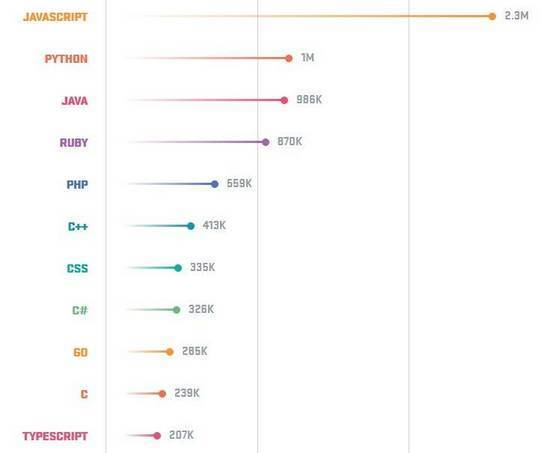 JAVASCRIPT 2.3M
PYTHON 1M
JAVA 986K
RUBY 870K
PHP 559K
C++ 413K
CSS 335K
C# 326K
GO 285K
C 239K
TYPESCRIPT 207K